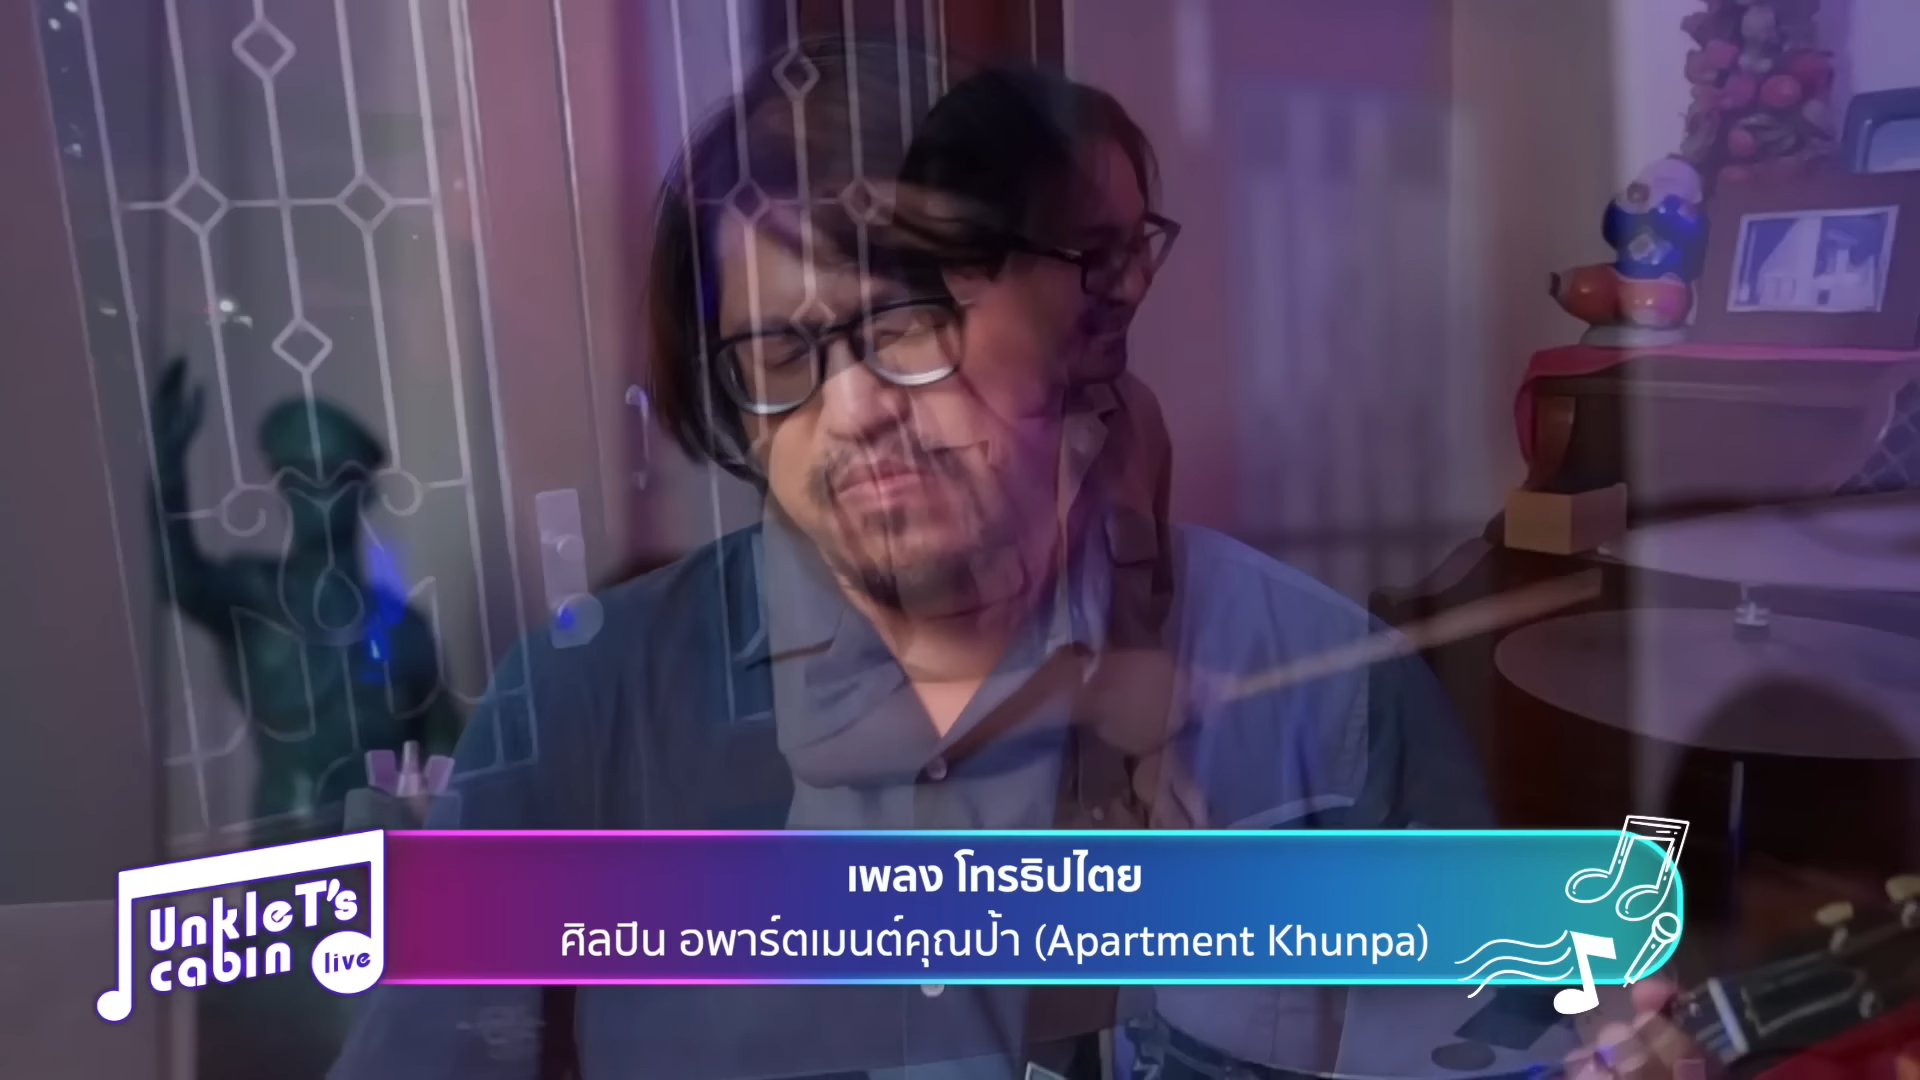 เพลง โทรธิปไตย
ศิลปิน อพาร์ตเมนต์คุณป้า (Apartment Khunpa)
UnkleT's
cabin
live